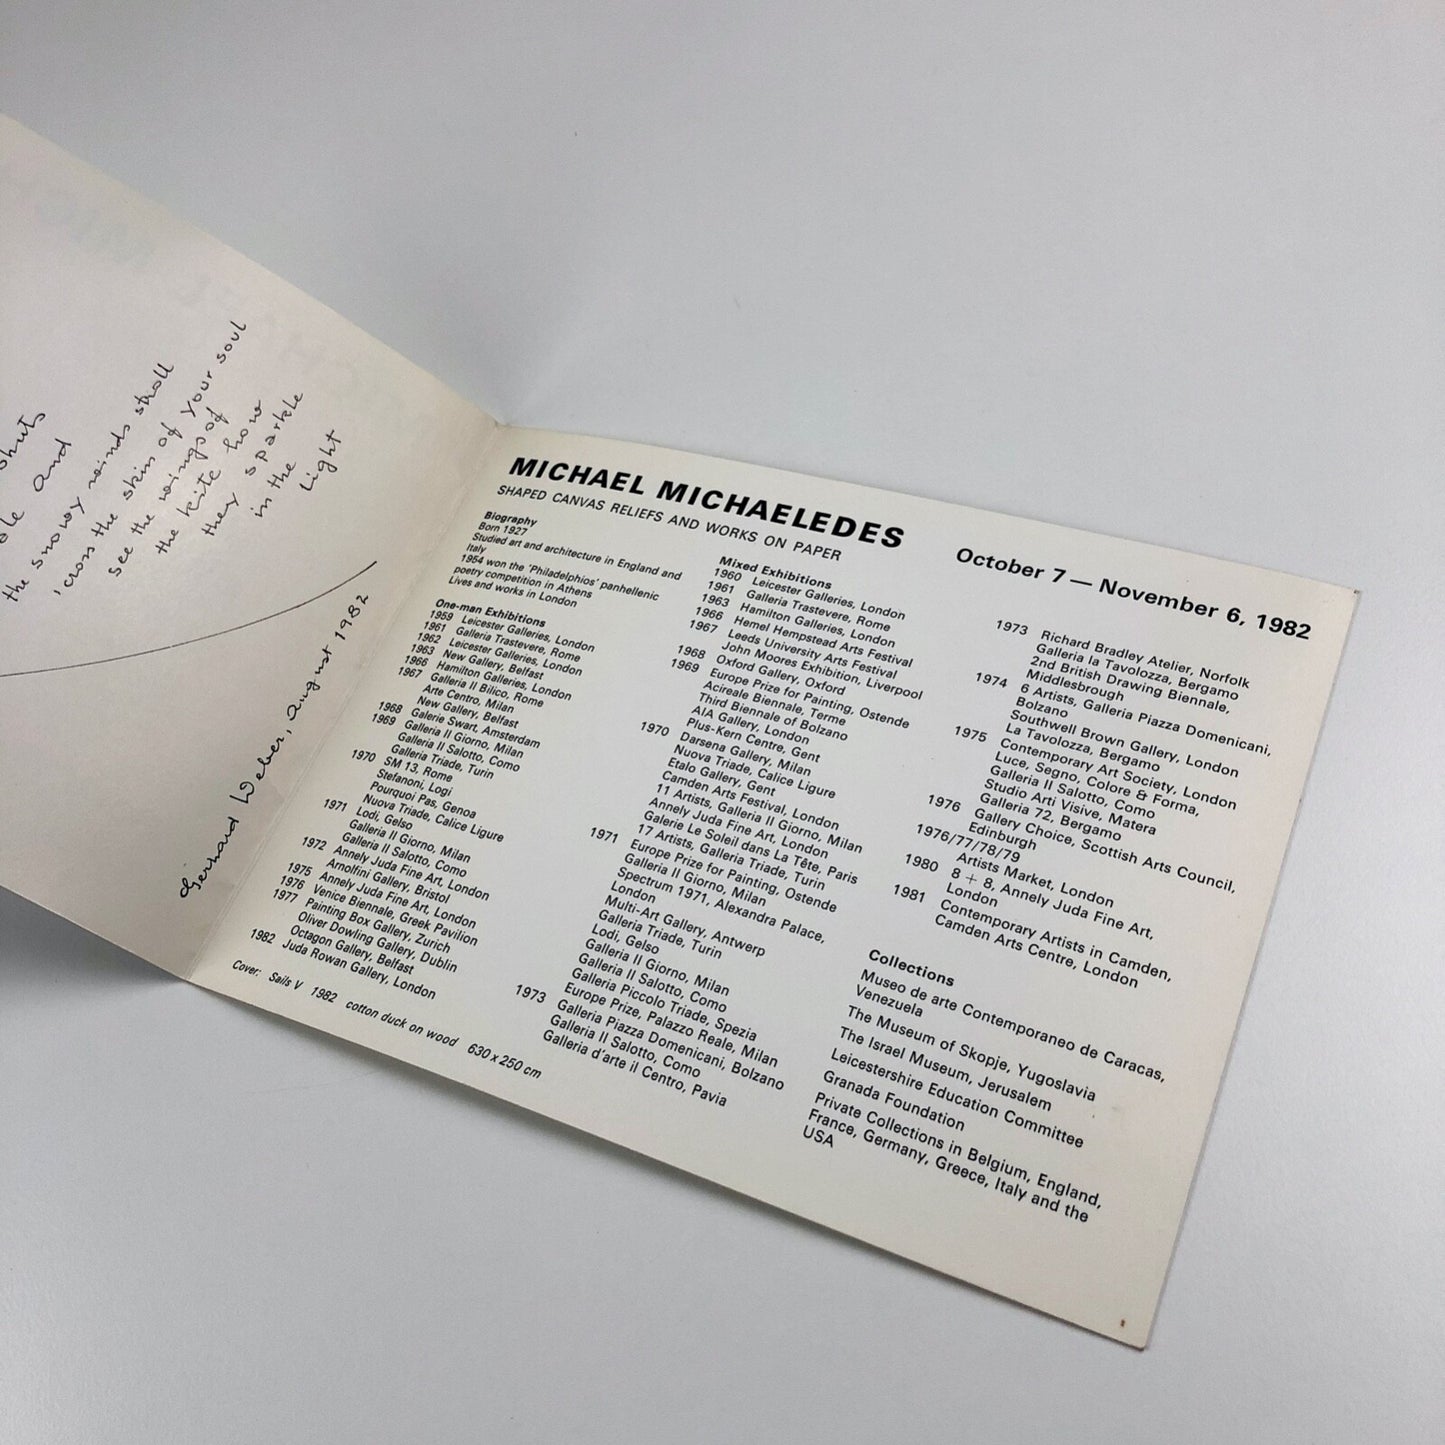 shuts
and
the snowy winds stroll
'cross the skin of your soul
see the wings of
the kite how
they sparkle
in the
Light
Gerhard Weber, August 1982
MICHAEL MICHAELEDES
SHAPED CANVAS RELIEFS AND WORKS ON PAPER
October 7 — November 6, 1982
Biography
Born 1927
Studied art and architecture in England and
Italy
1954 won the 'Philadelphios' panhellenic
poetry competition in Athens
Lives and works in London
One-man Exhibitions
1959 Leicester Galleries, London
1961 Galleria Trastevere, Rome
1962 Leicester Galleries, London
1963 New Gallery, Belfast
1966 Hamilton Galleries, London
1967 Galleria Il Bilico, Rome
Arte Centro, Milan
New Gallery, Belfast
1968 Galerie Swart, Amsterdam
1969 Galleria Il Giorno, Milan
Galleria Il Salotto, Como
Galleria Triade, Turin
1970 SM 13, Rome
Stefanoni, Logi
Pourquoi Pas, Genoa
Nuova Triade, Calice Ligure
1971 Lodi, Gelso
Galleria Il Giorno, Milan
Galleria Il Salotto, Como
1972 Annely Juda Fine Art, London
Arnolfini Gallery, Bristol
1975 Annely Juda Fine Art, London
1976 Venice Biennale, Greek Pavilion
1977 Painting Box Gallery, Zurich
Oliver Dowling Gallery, Dublin
Octagon Gallery, Belfast
1982 Juda Rowan Gallery, London
Cover: Sails V 1982 cotton duck on wood 630 x 250 cm
Mixed Exhibitions
1960 Leicester Galleries, London
1961 Galleria Trastevere, Rome
1963 Hamilton Galleries, London
1966 Hemel Hempstead Arts Festival
1967 Leeds University Arts Festival
John Moores Exhibition, Liverpool
1968 Oxford Gallery, Oxford
1969 Europe Prize for Painting, Ostende
Acireale Biennale, Terme
Third Biennale of Bolzano
AIA Gallery, London
Plus-Kern Centre, Gent
1970 Darsena Gallery, Milan
Nuova Triade, Calice Ligure
Etalo Gallery, Gent
Camden Arts Festival, London
11 Artists, Galleria Il Giorno, Milan
Annely Juda Fine Art, London
Galerie Le Soleil dans La Tête, Paris
1971 17 Artists, Galleria Triade, Turin
Europe Prize for Painting, Ostende
Galleria Il Giorno, Milan
Spectrum 1971, Alexandra Palace,
London
Multi-Art Gallery, Antwerp
Galleria Triade, Turin
Lodi, Gelso
Galleria Il Giorno, Milan
Galleria Il Salotto, Como
Galleria Piccolo Triade, Spezia
1973 Europe Prize, Palazzo Reale, Milan
Galleria Piazza Domenicani, Bolzano
Galleria Il Salotto, Como
Galleria d'arte il Centro, Pavia
1973 Richard Bradley Atelier, Norfolk
Galleria la Tavolozza, Bergamo
2nd British Drawing Biennale,
Middlesbrough
1974 6 Artists, Galleria Piazza Domenicani,
Bolzano
Southwell Brown Gallery, London
La Tavolozza, Bergamo
1975 Contemporary Art Society, London
Luce, Segno, Colore & Forma,
Galleria Il Salotto, Como
Studio Arti Visive, Matera
Galleria 72, Bergamo
1976 Gallery Choice, Scottish Arts Council,
Edinburgh
1976/77/78/79
Artists Market, London
1980 8 + 8, Annely Juda Fine Art,
London
1981 Contemporary Artists in Camden,
Camden Arts Centre, London
Collections
Museo de arte Contemporaneo de Caracas,
Venezuela
The Museum of Skopje, Yugoslavia
The Israel Museum, Jerusalem
Leicestershire Education Committee
Granada Foundation
Private Collections in Belgium, England,
France, Germany, Greece, Italy and the
USA